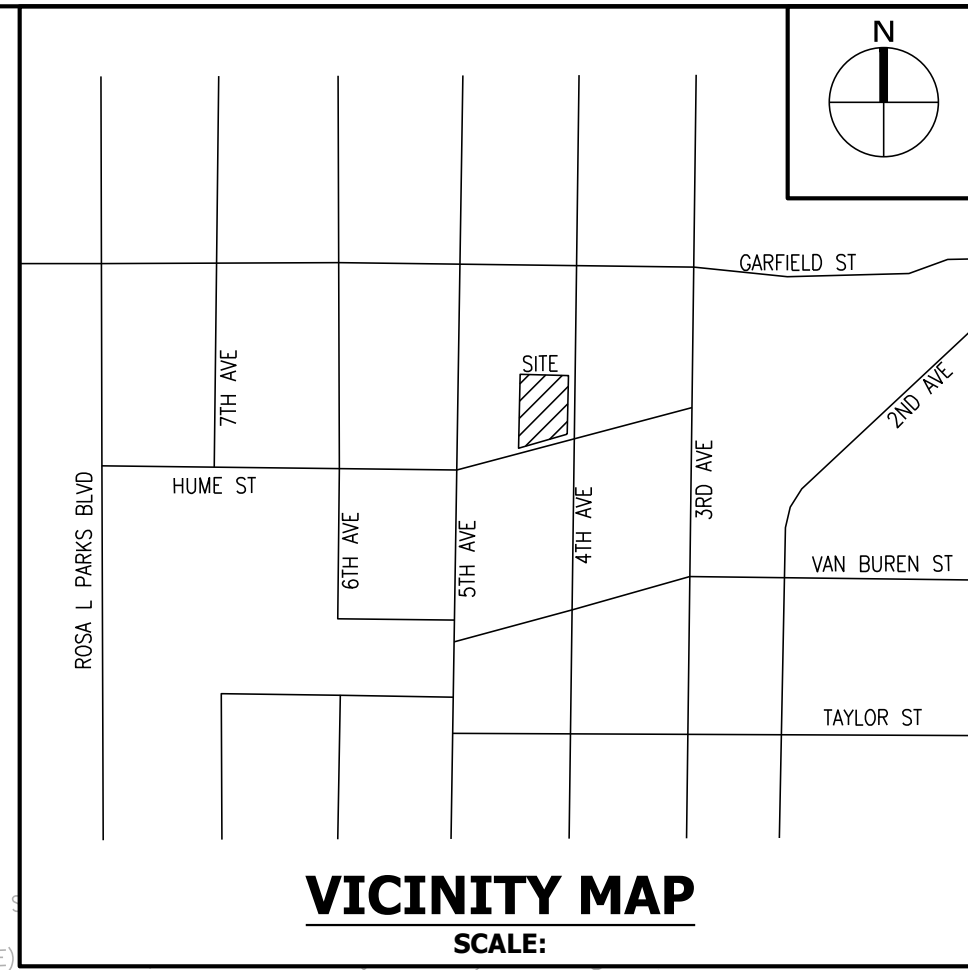 N
GARFIELD ST
SITE
7TH AVE
2ND AVE
3RD AVE
HUME ST
ROSA L PARKS BLVD
4TH AVE
6TH AVE
5TH AVE
VAN BUREN ST
TAYLOR ST
VICINITY MAP
SCALE:
S
E)